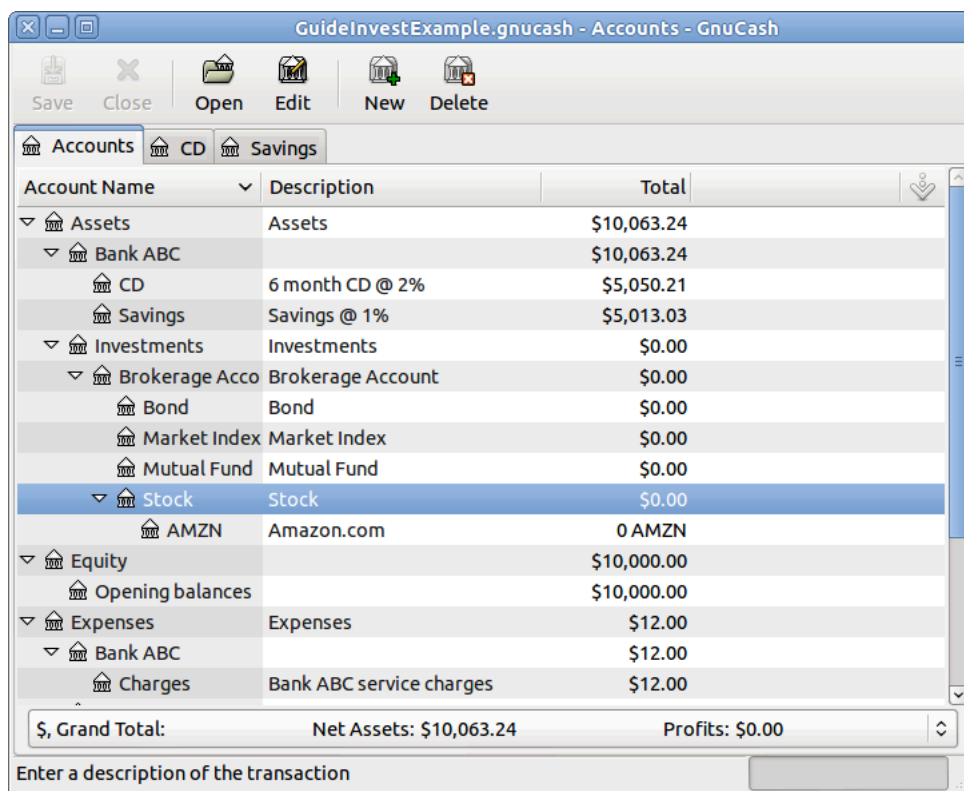 GuideInvestExample.gnucash - Accounts - GnuCash
Save Close Open Edit New Delete
Accounts CD Savings
Account Name Description Total
Assets Assets $10,063.24
Bank ABC $10,063.24
CD 6 month CD @ 2% $5,050.21
Savings Savings @ 1% $5,013.03
Investments Investments $0.00
Brokerage Acco Brokerage Account $0.00
Bond Bond $0.00
Market Index Market Index $0.00
Mutual Fund Mutual Fund $0.00
Stock Stock $0.00
AMZN Amazon.com 0 AMZN
Equity $10,000.00
Opening balances $10,000.00
Expenses Expenses $12.00
Bank ABC $12.00
Charges Bank ABC service charges $12.00
$, Grand Total: Net Assets: $10,063.24 Profits: $0.00
Enter a description of the transaction